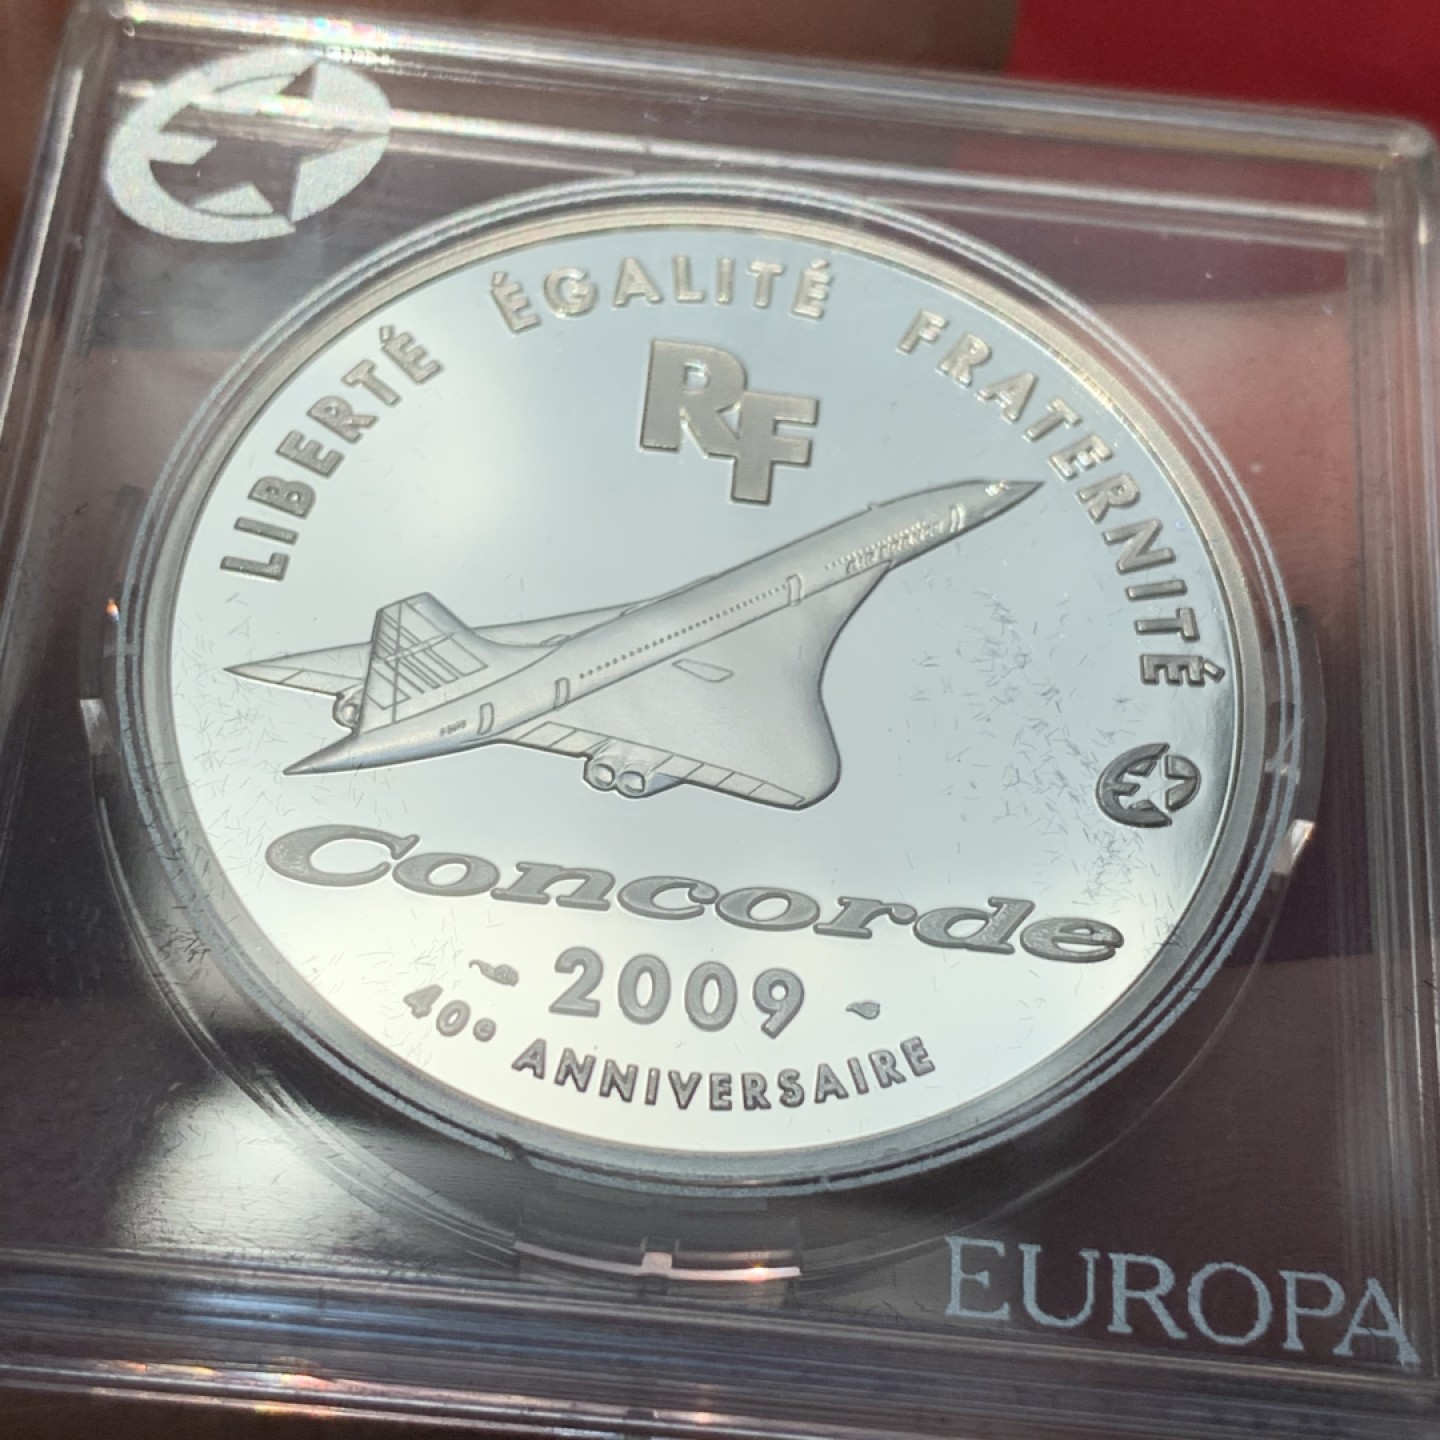 LIBERTÉ ÉGALITÉ FRATERNITÉ
RF
Concorde
2009
40e ANNIVERSAIRE
EUROPA